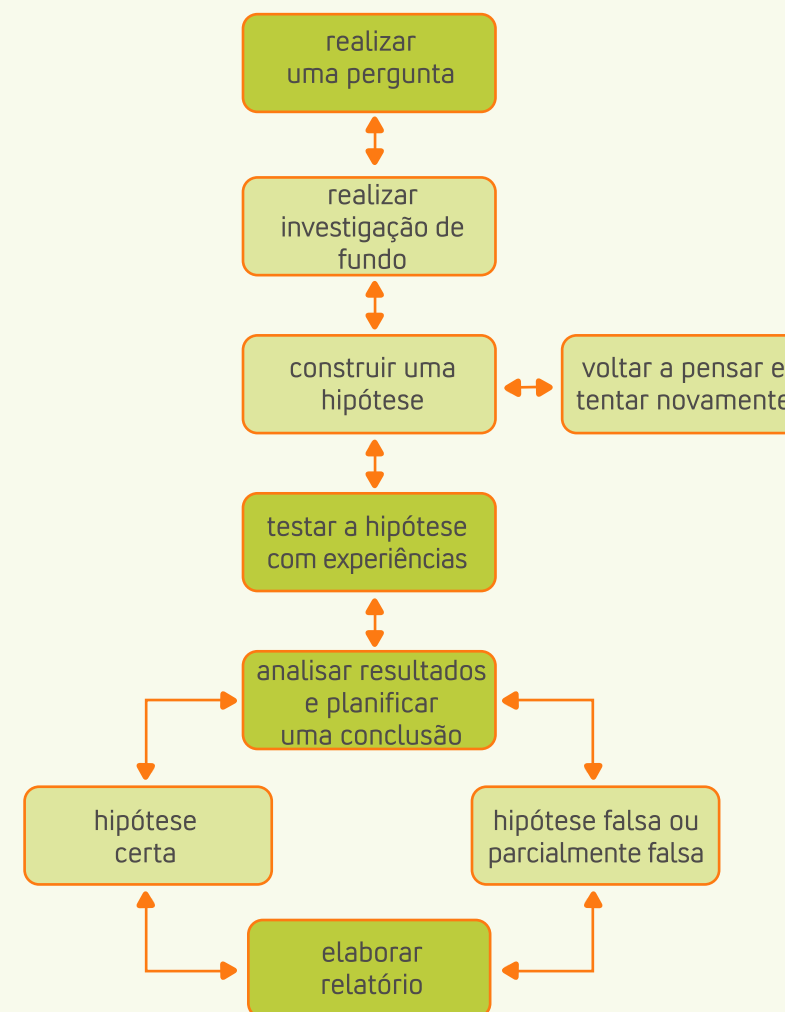 realizar
uma pergunta
realizar
investigação de
fundo
construir uma
hipótese
voltar a pensar e
tentar novamente
testar a hipótese
com experiências
analisar resultados
e planificar
uma conclusão
hipótese
certa
hipótese falsa ou
parcialmente falsa
elaborar
relatório